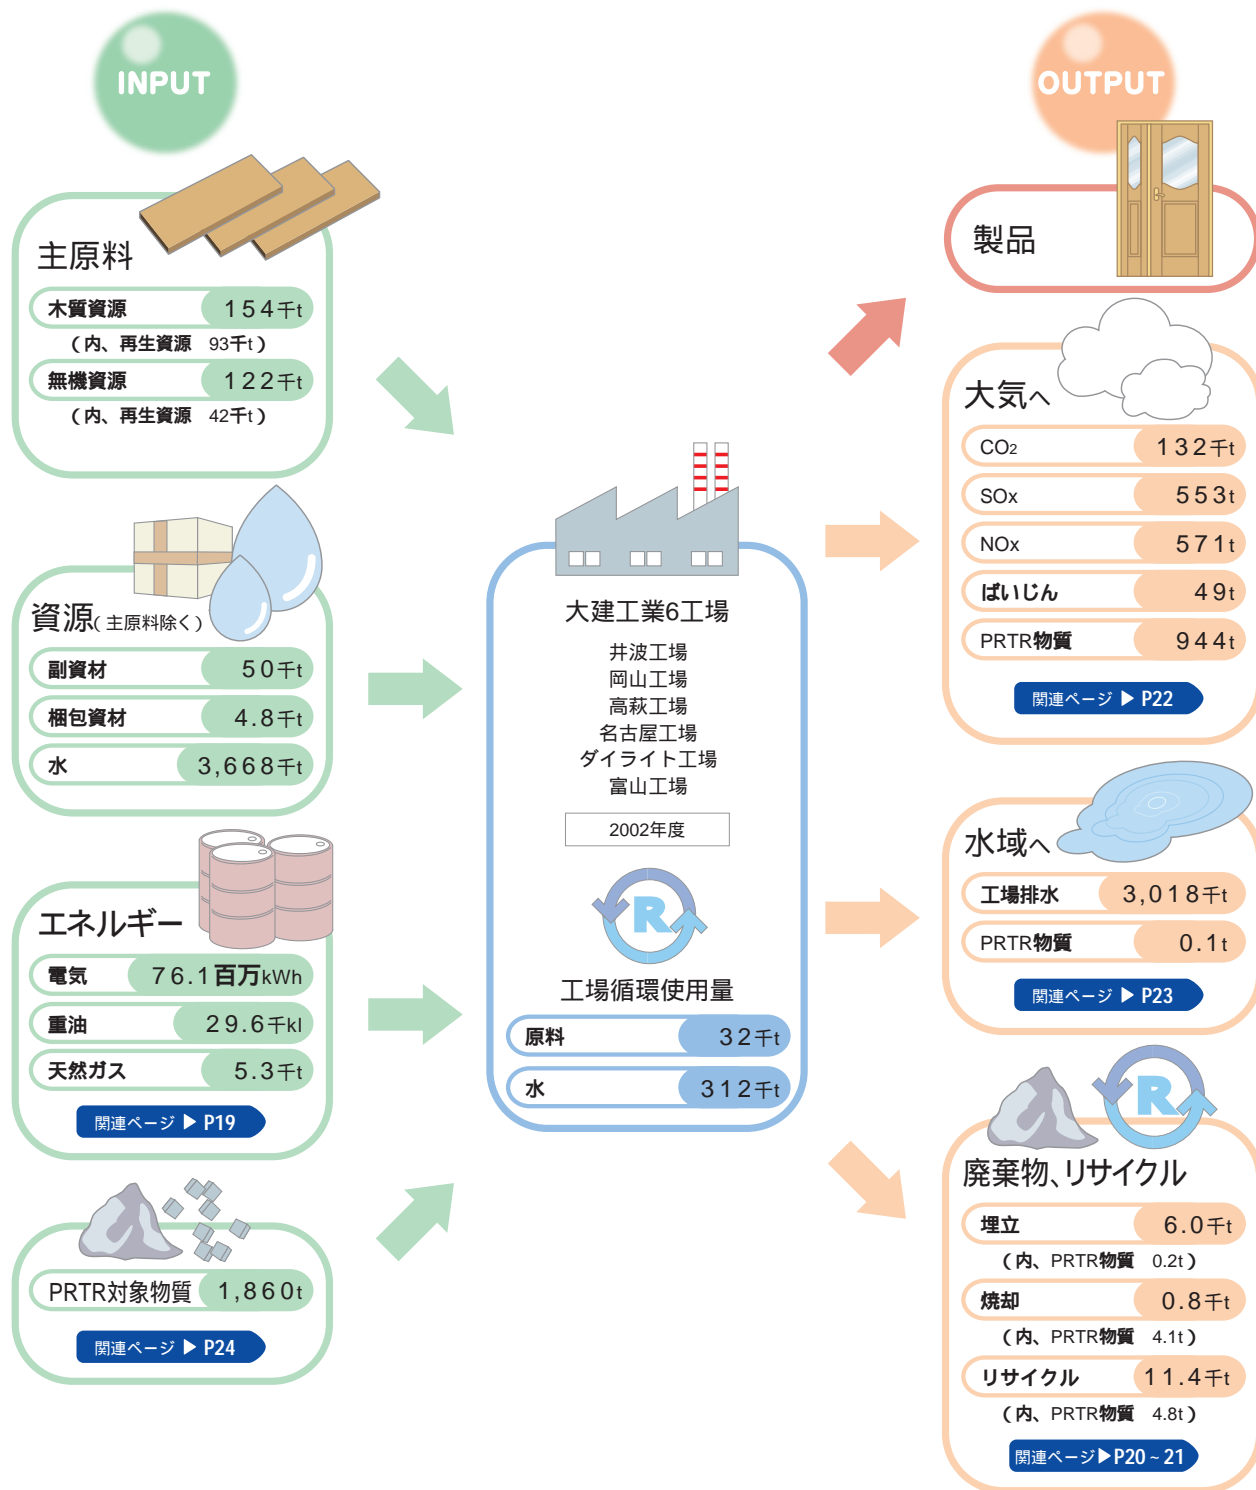 INPUT
主原料
木質資源 154千t
(内、再生資源 93千t)
無機資源 122千t
(内、再生資源 42千t)
資源(主原料除く)
副資材 50千t
梱包資材 4.8千t
水 3,668千t
エネルギー
電気 76.1百万kWh
重油 29.6千kl
天然ガス 5.3千t
関連ページ ▶ P19
PRTR対象物質 1,860t
関連ページ ▶ P24
大建工業6工場
井波工場
岡山工場
高萩工場
名古屋工場
ダイライト工場
富山工場
2002年度
R
工場循環使用量
原料 32千t
水 312千t
OUTPUT
製品
大気へ
CO2 132千t
SOx 553t
NOx 571t
ばいじん 49t
PRTR物質 944t
関連ページ ▶ P22
水域へ
工場排水 3,018千t
PRTR物質 0.1t
関連ページ ▶ P23
R
廃棄物、リサイクル
埋立 6.0千t
(内、PRTR物質 0.2t)
焼却 0.8千t
(内、PRTR物質 4.1t)
リサイクル 11.4千t
(内、PRTR物質 4.8t)
関連ページ▶P20~21